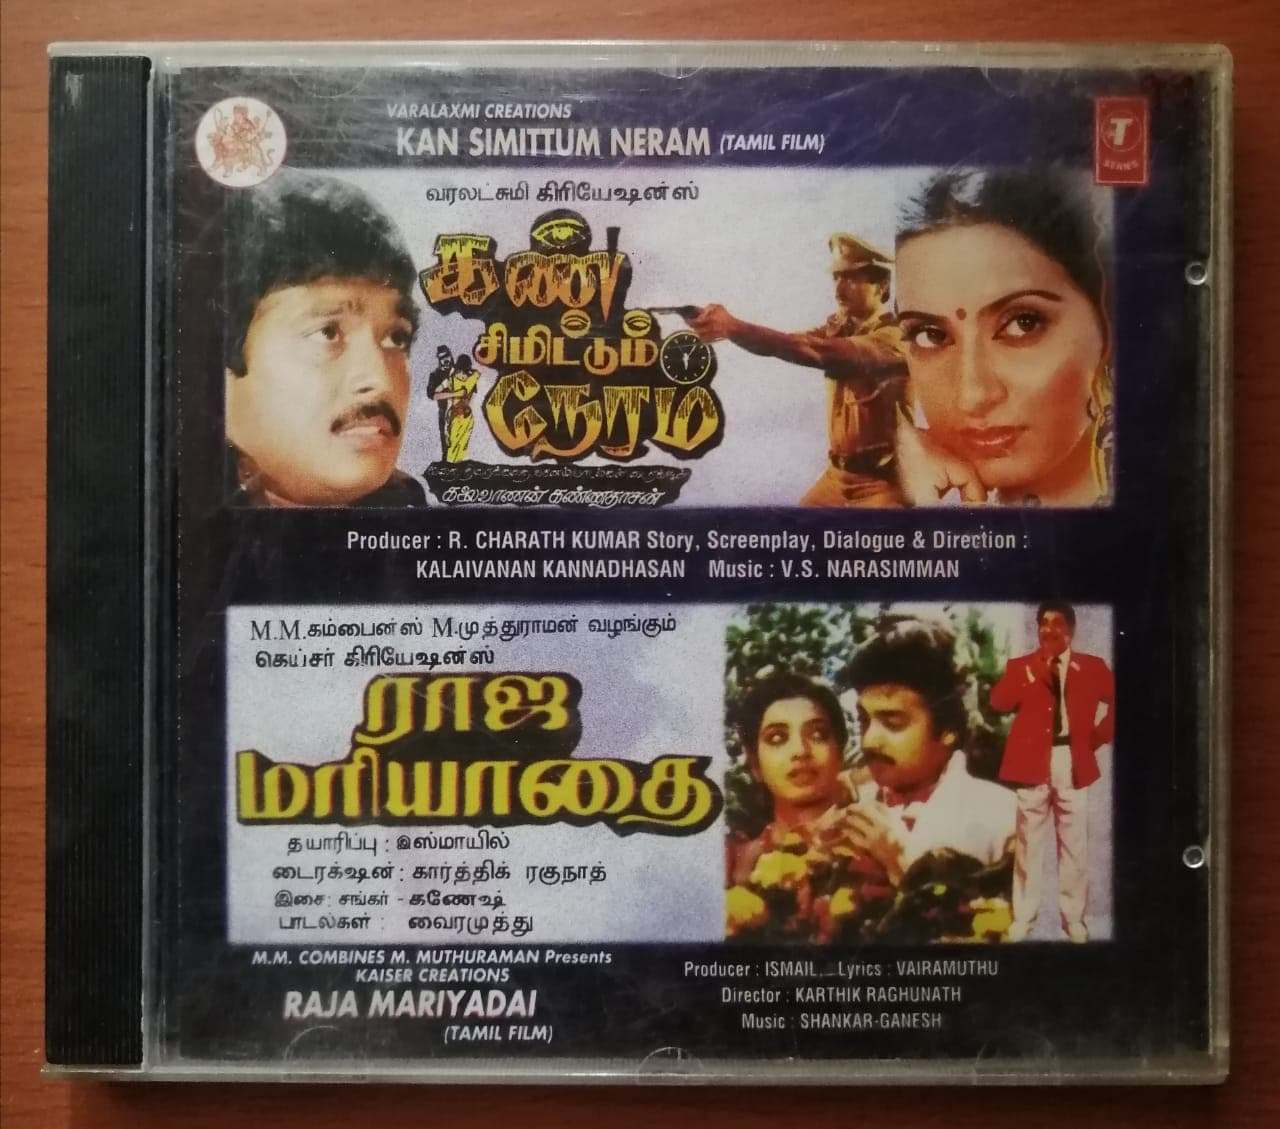 VARALAXMI CREATIONS
KAN SIMITTUM NERAM (TAMIL FILM)
T
SERIES
வரலட்சுமி கிரியேஷன்ஸ்
கண்
சிமிட்டும்
நேரம்
கலைவாணன் கண்ணதாசன்
Producer : R. CHARATH KUMAR Story, Screenplay, Dialogue & Direction :
KALAIVANAN KANNADHASAN Music : V.S. NARASIMMAN
M.M.கம்பைன்ஸ் M.முத்துராமன் வழங்கும்
கெய்சர் கிரியேஷன்ஸ்
ராஜ
மரியாதை
தயாரிப்பு : இஸ்மாயில்
டைரக்ஷன் : கார்த்திக் ரகுநாத்
இசை : சங்கர் - கணேஷ்
பாடல்கள் : வைரமுத்து
M.M. COMBINES M. MUTHURAMAN Presents
KAISER CREATIONS
RAJA MARIYADAI
(TAMIL FILM)
Producer : ISMAIL Lyrics : VAIRAMUTHU
Director : KARTHIK RAGHUNATH
Music : SHANKAR-GANESH